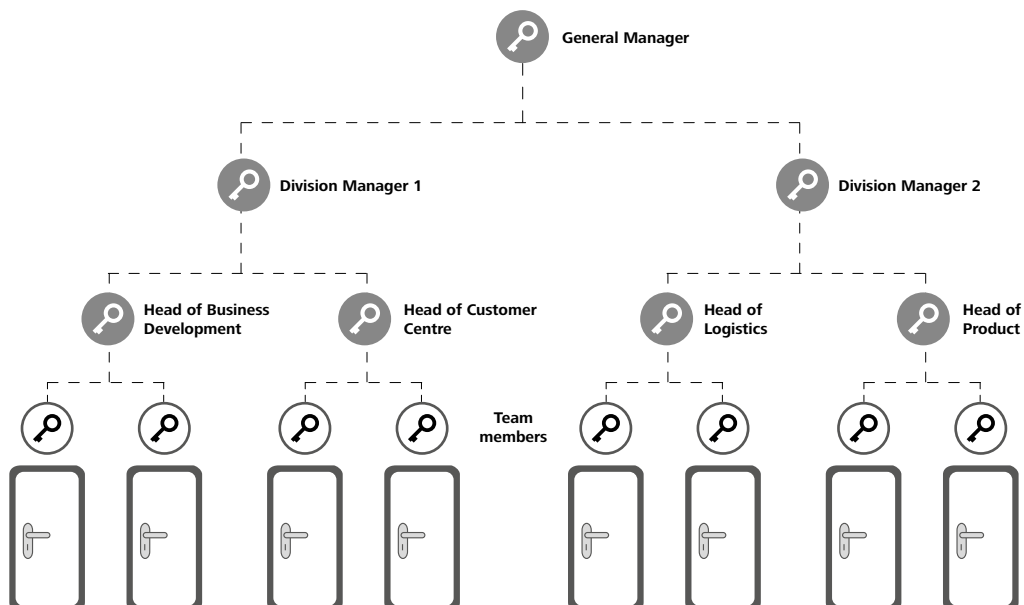 General Manager
Division Manager 1
Division Manager 2
Head of Business
Development
Head of Customer
Centre
Head of
Logistics
Head of
Product
Team
members